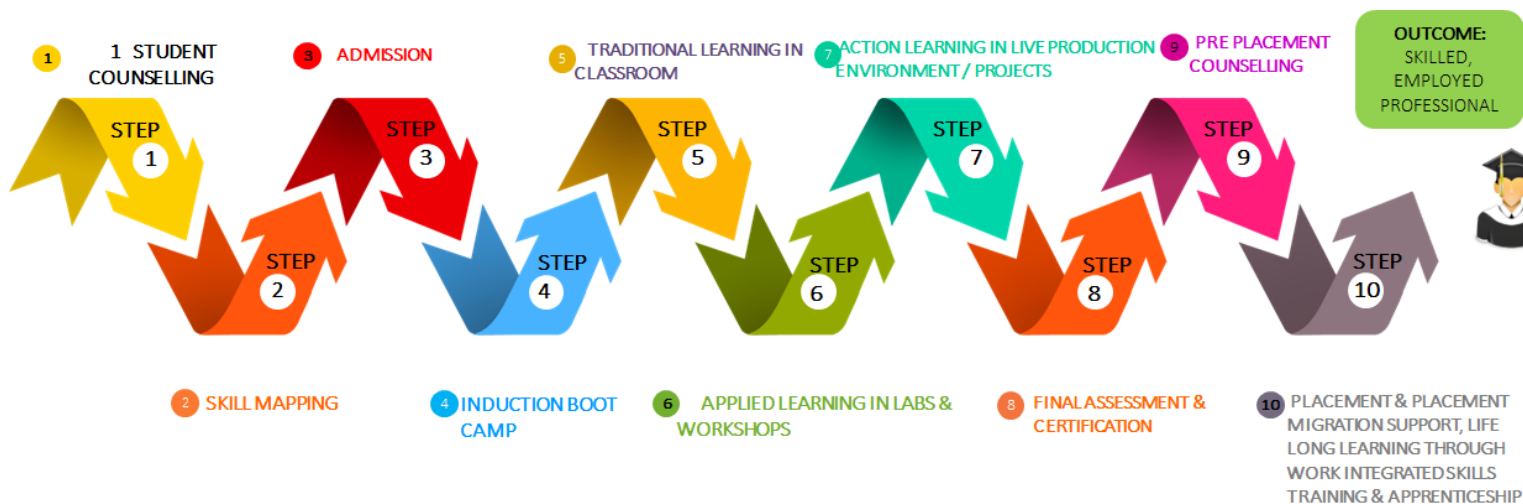 1
1 STUDENT
COUNSELLING
3
ADMISSION
5
TRADITIONAL LEARNING IN
CLASSROOM
7
ACTION LEARNING IN LIVE PRODUCTION
ENVIRONMENT / PROJECTS
9
PRE PLACEMENT
COUNSELLING
OUTCOME:
SKILLED,
EMPLOYED
PROFESSIONAL
STEP
1
STEP
2
STEP
3
STEP
4
STEP
5
STEP
6
STEP
7
STEP
8
STEP
9
STEP
10
2
SKILL MAPPING
4
INDUCTION BOOT
CAMP
6
APPLIED LEARNING IN LABS &
WORKSHOPS
8
FINAL ASSESSMENT &
CERTIFICATION
10
PLACEMENT & PLACEMENT
MIGRATION SUPPORT, LIFE
LONG LEARNING THROUGH
WORK INTEGRATED SKILLS
TRAINING & APPRENTICESHIP